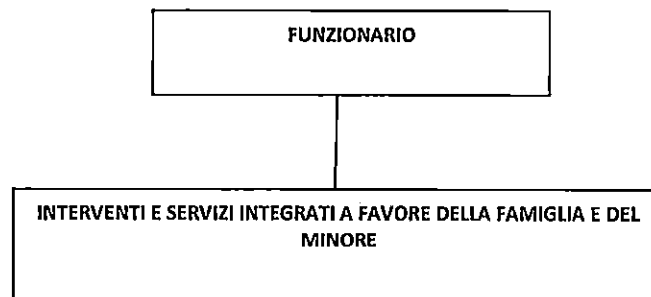 FUNZIONARIO
INTERVENTI E SERVIZI INTEGRATI A FAVORE DELLA FAMIGLIA E DEL
MINORE